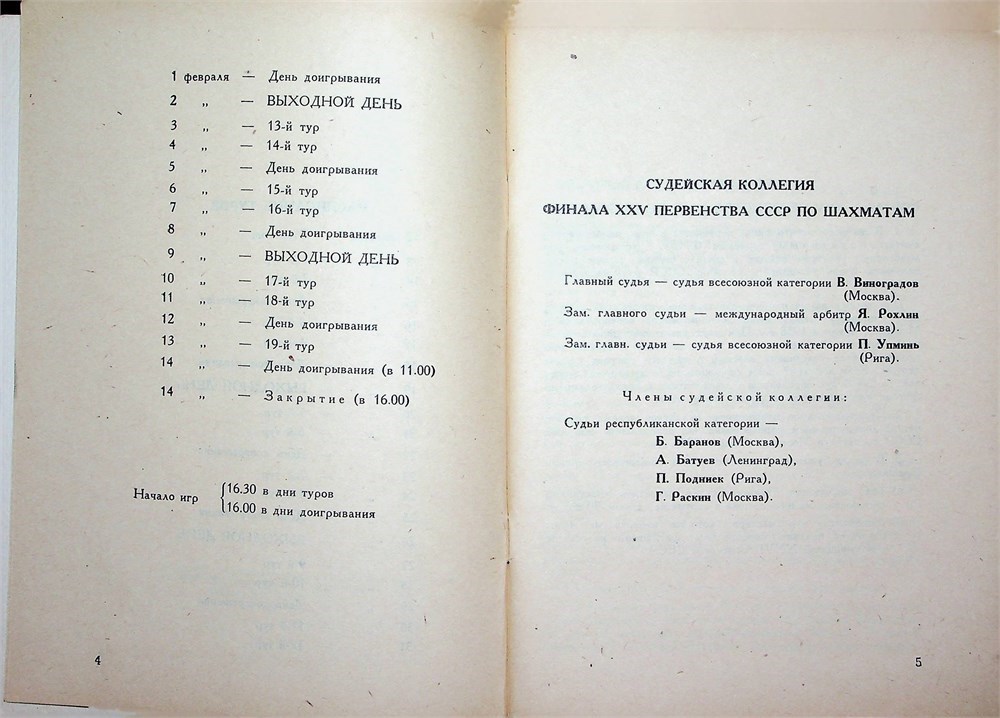 1 февраля — День доигрывания
2 „ — ВЫХОДНОЙ ДЕНЬ
3 „ — 13-й тур
4 „ — 14-й тур
5 „ — День доигрывания
6 „ — 15-й тур
7 „ — 16-й тур
8 „ — День доигрывания
9 „ — ВЫХОДНОЙ ДЕНЬ
10 „ — 17-й тур
11 „ — 18-й тур
12 „ — День доигрывания
13 „ — 19-й тур
14 „ — День доигрывания (в 11.00)
14 „ — Закрытие (в 16.00)
Начало игр {16.30 в дни туров
16.00 в дни доигрывания
4
СУДЕЙСКАЯ КОЛЛЕГИЯ
ФИНАЛА XXV ПЕРВЕНСТВА СССР ПО ШАХМАТАМ
Главный судья — судья всесоюзной категории В. Виноградов
(Москва).
Зам. главного судьи — международный арбитр Я. Рохлин
(Москва).
Зам. главн. судьи — судья всесоюзной категории П. Упминь
(Рига).
Члены судейской коллегии:
Судьи республиканской категории —
Б. Баранов (Москва),
А. Батуев (Ленинград),
П. Подниек (Рига),
Г. Раскин (Москва).
5